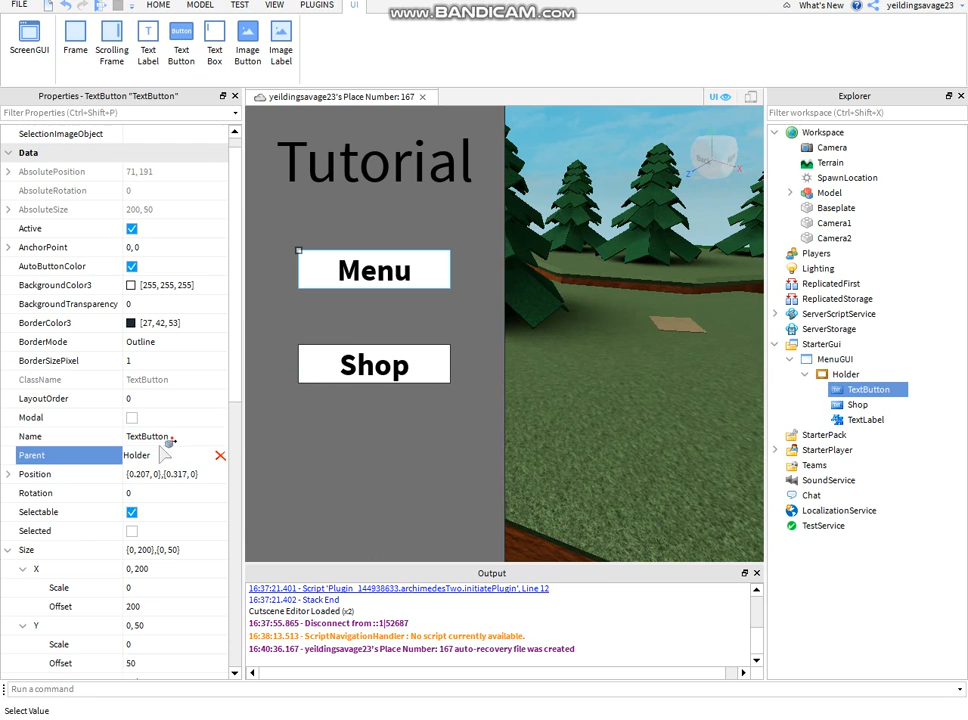 FILE HOME MODEL TEST VIEW PLUGINS UI
www.BANDICAM.com
What's New yeildingsavage23
ScreenGUI Frame Scrolling Frame Text Label Text Button Text Box Image Button Image Label
T Button T
Properties - TextButton "TextButton"
Filter Properties (Ctrl+Shift+P)
SelectionImageObject
Data
AbsolutePosition 71, 191
AbsoluteRotation 0
AbsoluteSize 200, 50
Active
AnchorPoint 0, 0
AutoButtonColor
BackgroundColor3 [255, 255, 255]
BackgroundTransparency 0
BorderColor3 [27, 42, 53]
BorderMode Outline
BorderSizePixel 1
ClassName TextButton
LayoutOrder 0
Modal
Name TextButton
Parent Holder
Position {0.207, 0},{0.317, 0}
Rotation 0
Selectable
Selected
Size {0, 200},{0, 50}
X 0, 200
Scale 0
Offset 200
Y 0, 50
Scale 0
Offset 50
yeildingsavage23's Place Number: 167
UI
Tutorial
Menu
Shop
Back
X
Z
Output
16:37:21.401 - Script 'Plugin_144938633.archimedesTwo.initiatePlugin', Line 12
16:37:21.402 - Stack End
Cutscene Editor Loaded (x2)
16:37:55.865 - Disconnect from ::1|52687
16:38:13.513 - ScriptNavigationHandler : No script currently available.
16:40:36.167 - yeildingsavage23's Place Number: 167 auto-recovery file was created
Explorer
Filter workspace (Ctrl+Shift+X)
Workspace
Camera
Terrain
SpawnLocation
Model
Baseplate
Camera1
Camera2
Players
Lighting
ReplicatedFirst
ReplicatedStorage
ServerScriptService
ServerStorage
StarterGui
MenuGUI
Holder
TextButton
Shop
TextLabel
StarterPack
StarterPlayer
Teams
SoundService
Chat
LocalizationService
TestService
Run a command
Select Value